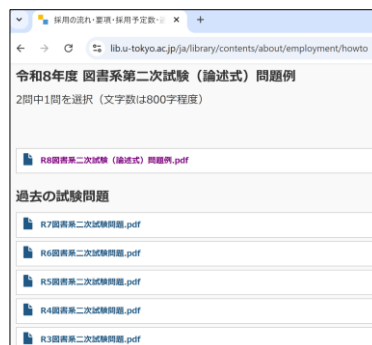 採用の流れ・要項・採用予定数・
lib.u-tokyo.ac.jp/ja/library/contents/about/employment/howto
令和8年度 図書系第二次試験（論述式）問題例
2問中1問を選択（文字数は800字程度）
R8図書系二次試験（論述式）問題例.pdf
過去の試験問題
R7図書系二次試験問題.pdf
R6図書系二次試験問題.pdf
R5図書系二次試験問題.pdf
R4図書系二次試験問題.pdf
R3図書系二次試験問題.pdf